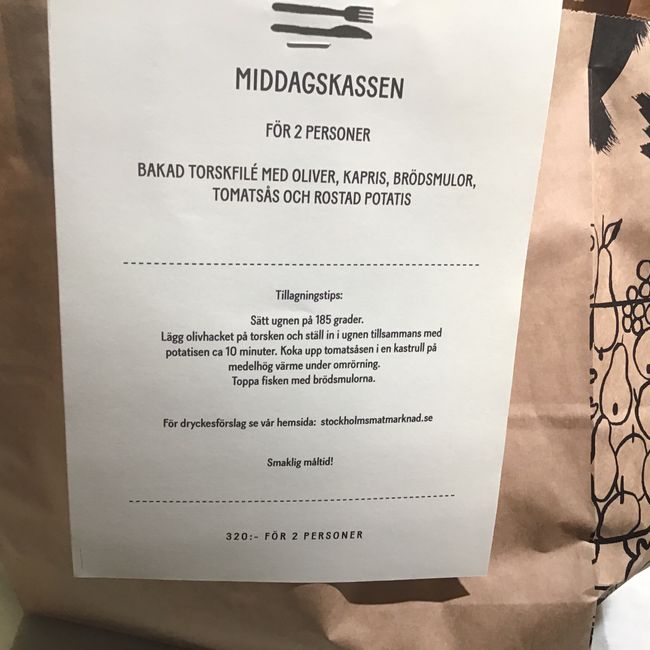 MIDDAGSKASSEN
FÖR 2 PERSONER
BAKAD TORSKFILÉ MED OLIVER, KAPRIS, BRÖDSMULOR,
TOMATSÅS OCH ROSTAD POTATIS
Tillagningstips:
Sätt ugnen på 185 grader.
Lägg olivhacket på torsken och ställ in i ugnen tillsammans med
potatisen ca 10 minuter. Koka upp tomatsåsen i en kastrull på
medelhög värme under omrörning.
Toppa fisken med brödsmulorna.
För dryckesförslag se vår hemsida: stockholmsmatmarknad.se
Smaklig måltid!
320:- FÖR 2 PERSONER